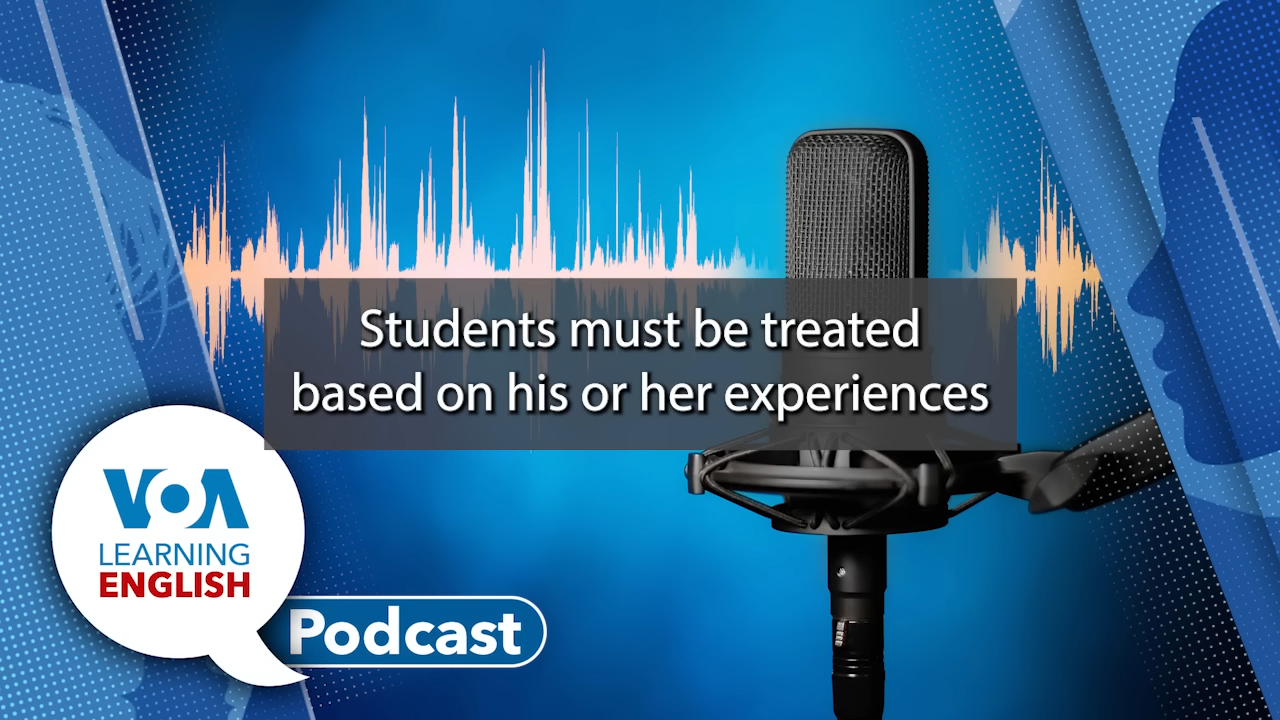 Students must be treated
based on his or her experiences
VOA
LEARNING
ENGLISH
Podcast